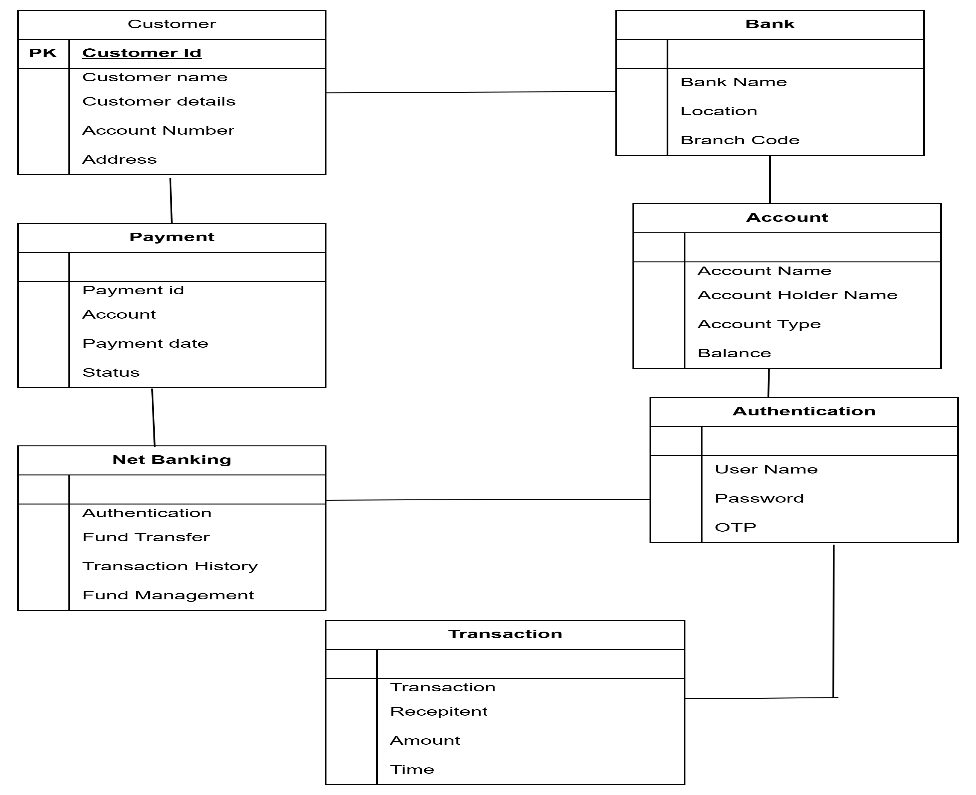 Customer
PK Customer Id
Customer name
Customer details
Account Number
Address
Bank
Bank Name
Location
Branch Code
Payment
Payment id
Account
Payment date
Status
Account
Account Name
Account Holder Name
Account Type
Balance
Net Banking
Authentication
Fund Transfer
Transaction History
Fund Management
Authentication
User Name
Password
OTP
Transaction
Transaction
Recepitent
Amount
Time